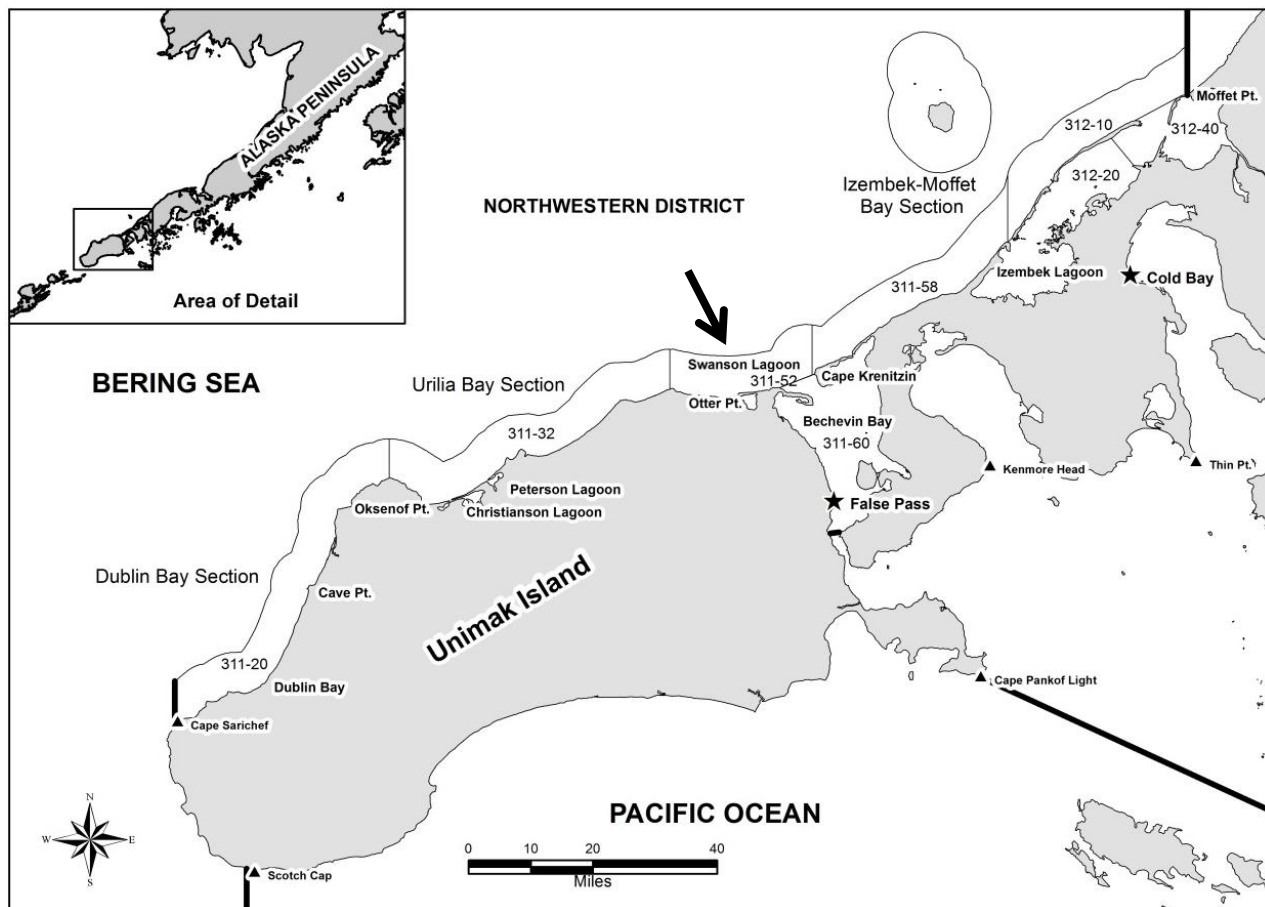 ALASKA PENINSULA
Area of Detail
Moffet Pt.
312-10
312-40
312-20
Izembek-Moffet
Bay Section
NORTHWESTERN DISTRICT
Izembek Lagoon
Cold Bay
311-58
Swanson Lagoon
311-52
Cape Krenitzin
BERING SEA
Urilia Bay Section
Otter Pt.
Bechevin Bay
311-60
311-32
Kenmore Head
Thin Pt.
Peterson Lagoon
Oksenof Pt.
Christianson Lagoon
False Pass
Dublin Bay Section
Cave Pt.
Unimak Island
311-20
Dublin Bay
Cape Pankof Light
Cape Sarichef
PACIFIC OCEAN
N
W
E
S
0 10 20 40
Miles
Scotch Cap